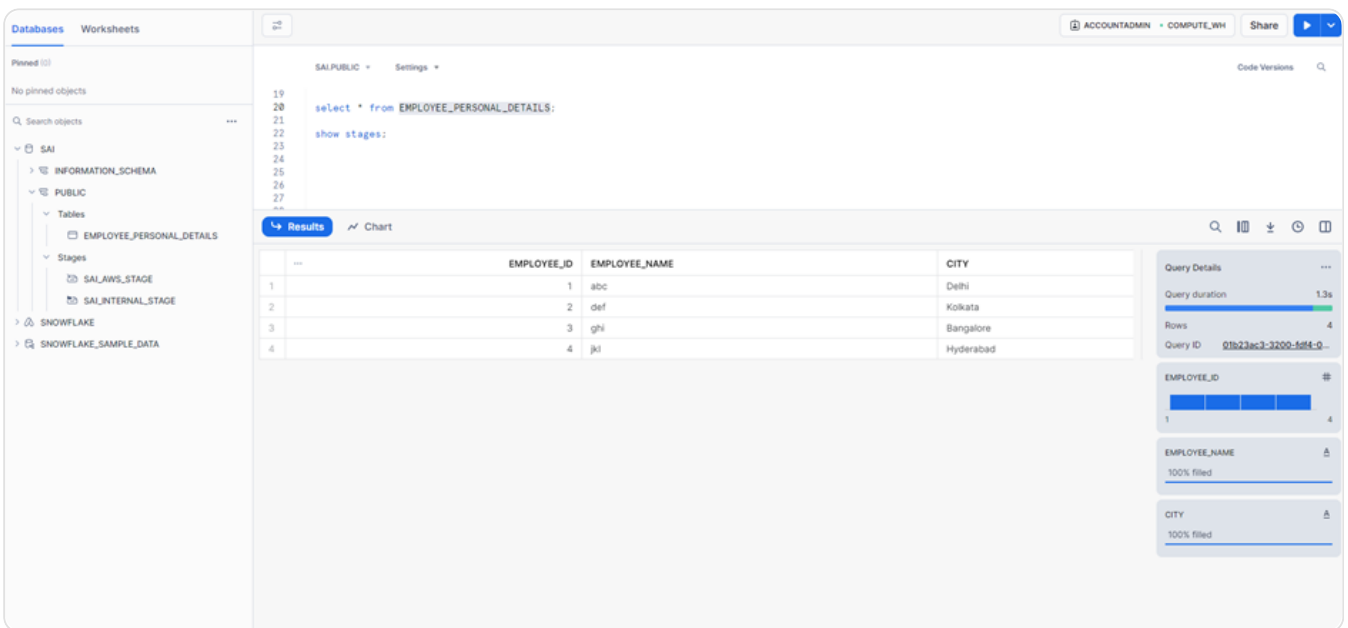 Databases Worksheets
Pinned (0)
No pinned objects
Search objects ...
SAI
INFORMATION_SCHEMA
PUBLIC
Tables
EMPLOYEE_PERSONAL_DETAILS
Stages
SAI_AWS_STAGE
SAI_INTERNAL_STAGE
SNOWFLAKE
SNOWFLAKE_SAMPLE_DATA
ACCOUNTADMIN • COMPUTE_WH Share
SAI.PUBLIC Settings Code Versions
19
20 select * from EMPLOYEE_PERSONAL_DETAILS;
21
22 show stages;
23
24
25
26
27
Results Chart
... EMPLOYEE_ID EMPLOYEE_NAME CITY
1 1 abc Delhi
2 2 def Kolkata
3 3 ghi Bangalore
4 4 jkl Hyderabad
Query Details ...
Query duration 1.3s
Rows 4
Query ID 01b23ac3-3200-fdf4-0...
EMPLOYEE_ID #
1 4
EMPLOYEE_NAME A
100% filled
CITY A
100% filled